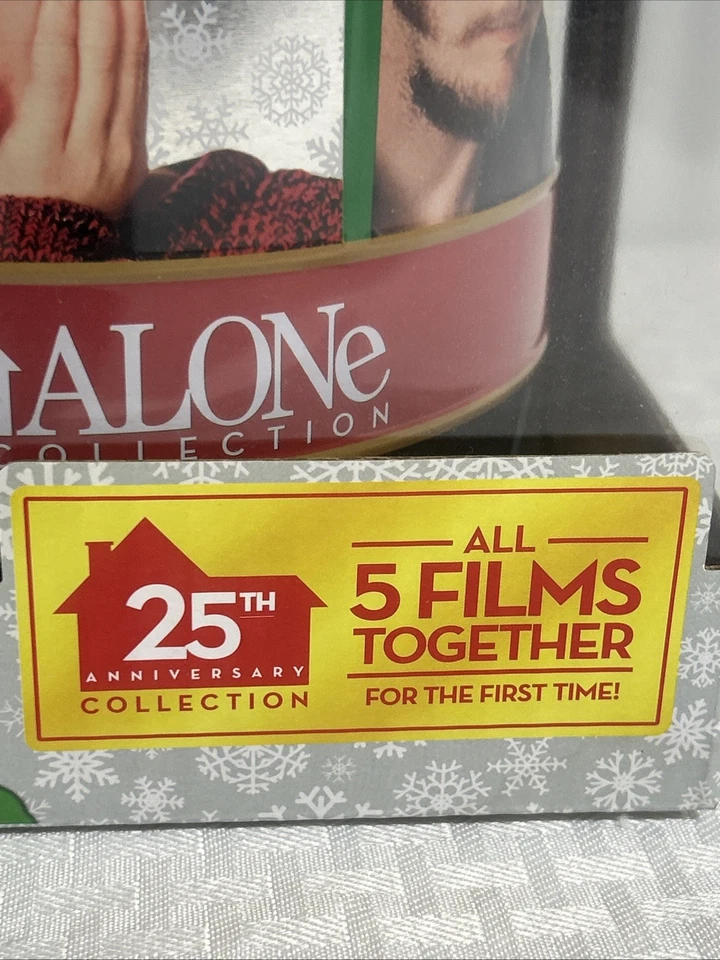 ALONe
COLLECTION
25TH
ANNIVERSARY
COLLECTION
ALL
5 FILMS
TOGETHER
FOR THE FIRST TIME!